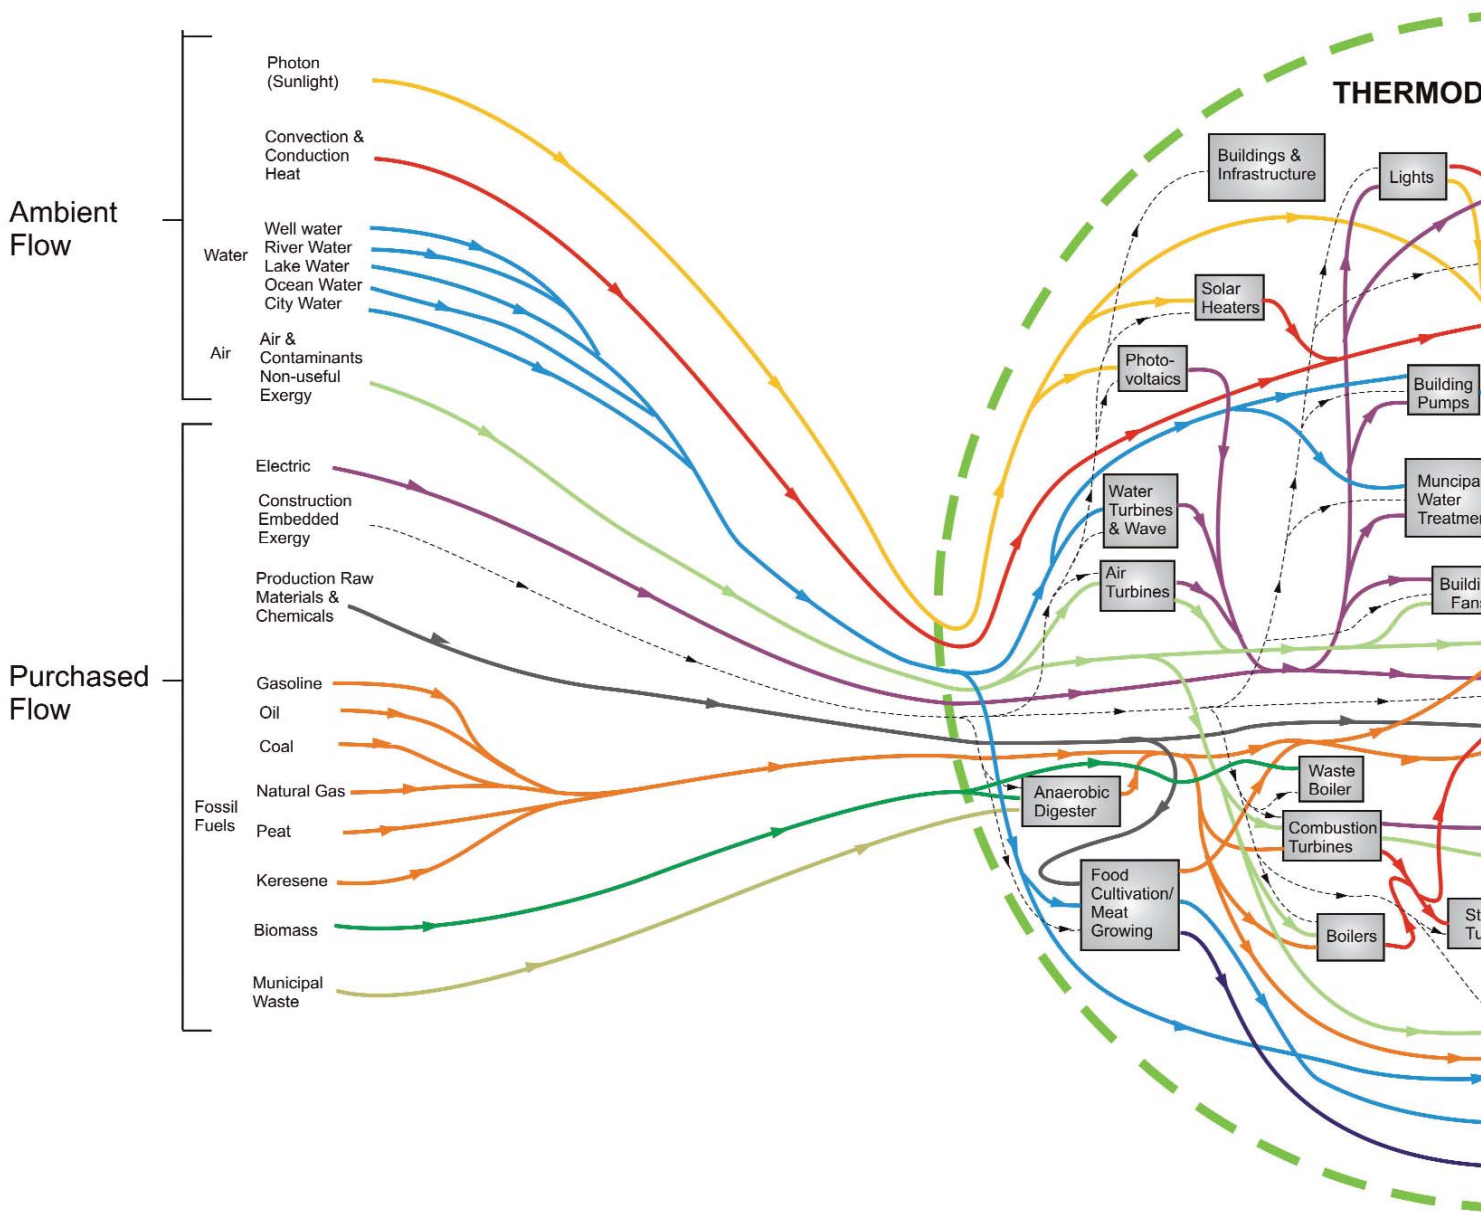 Photon
(Sunlight)
Convection &
Conduction
Heat
Ambient
Flow
Water
Well water
River Water
Lake Water
Ocean Water
City Water
Air
Air &
Contaminants
Non-useful
Exergy
Purchased
Flow
Electric
Construction
Embedded
Exergy
Production Raw
Materials &
Chemicals
Fossil
Fuels
Gasoline
Oil
Coal
Natural Gas
Peat
Keresene
Biomass
Municipal
Waste
THERMOD
Buildings &
Infrastructure
Lights
Solar
Heaters
Photo-
voltaics
Building
Pumps
Water
Turbines
& Wave
Muncipa
Water
Treatmen
Air
Turbines
Buildi
Fans
Waste
Boiler
Anaerobic
Digester
Combustion
Turbines
Food
Cultivation/
Meat
Growing
Boilers
St
Tu